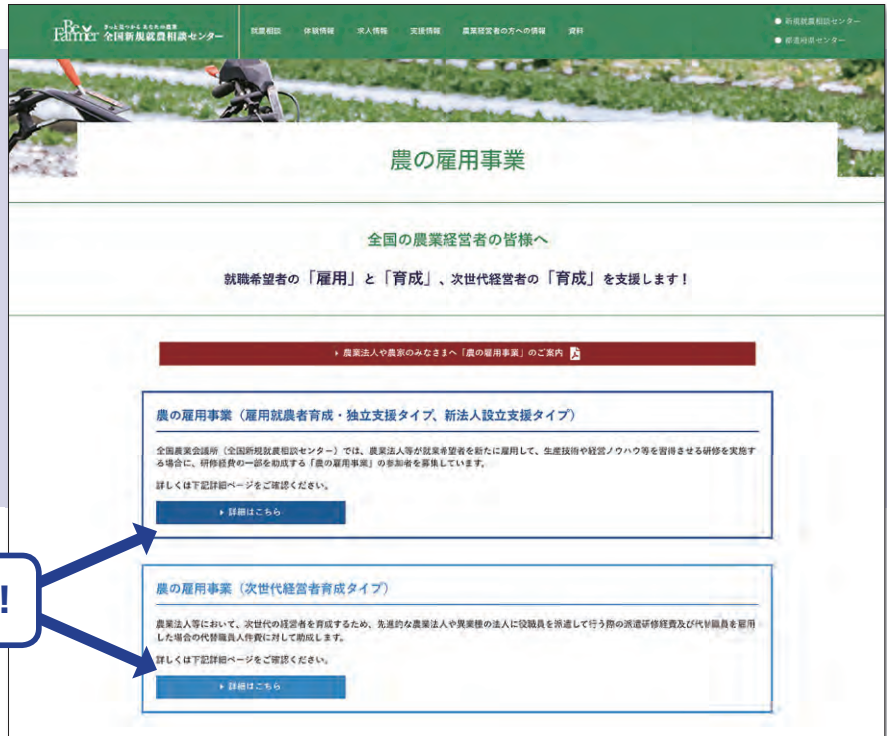 Be Farmer きっと見つかる あなたの農業 全国新規就農相談センター
就農相談 体験情報 求人情報 支援情報 農業経営者の方への情報 資料
新規就農相談センター
都道府県センター
農の雇用事業
全国の農業経営者の皆様へ
就職希望者の「雇用」と「育成」、次世代経営者の「育成」を支援します!
農業法人や農家のみなさまへ「農の雇用事業」のご案内
農の雇用事業(雇用就農者育成・独立支援タイプ、新法人設立支援タイプ)
全国農業会議所(全国新規就農相談センター)では、農業法人等が就業希望者を新たに雇用して、生産技術や経営ノウハウ等を習得させる研修を実施す
る場合に、研修経費の一部を助成する「農の雇用事業」の参加者を募集しています。
詳しくは下記詳細ページをご確認ください。
詳細はこちら
!
農の雇用事業(次世代経営者育成タイプ)
農業法人等において、次世代の経営者を育成するため、先進的な農業法人や異業種の法人に役職員を派遣して行う際の派遣研修経費及び代替職員を雇用
した場合の代替職員人件費に対して助成します。
詳しくは下記詳細ページをご確認ください。
詳細はこちら